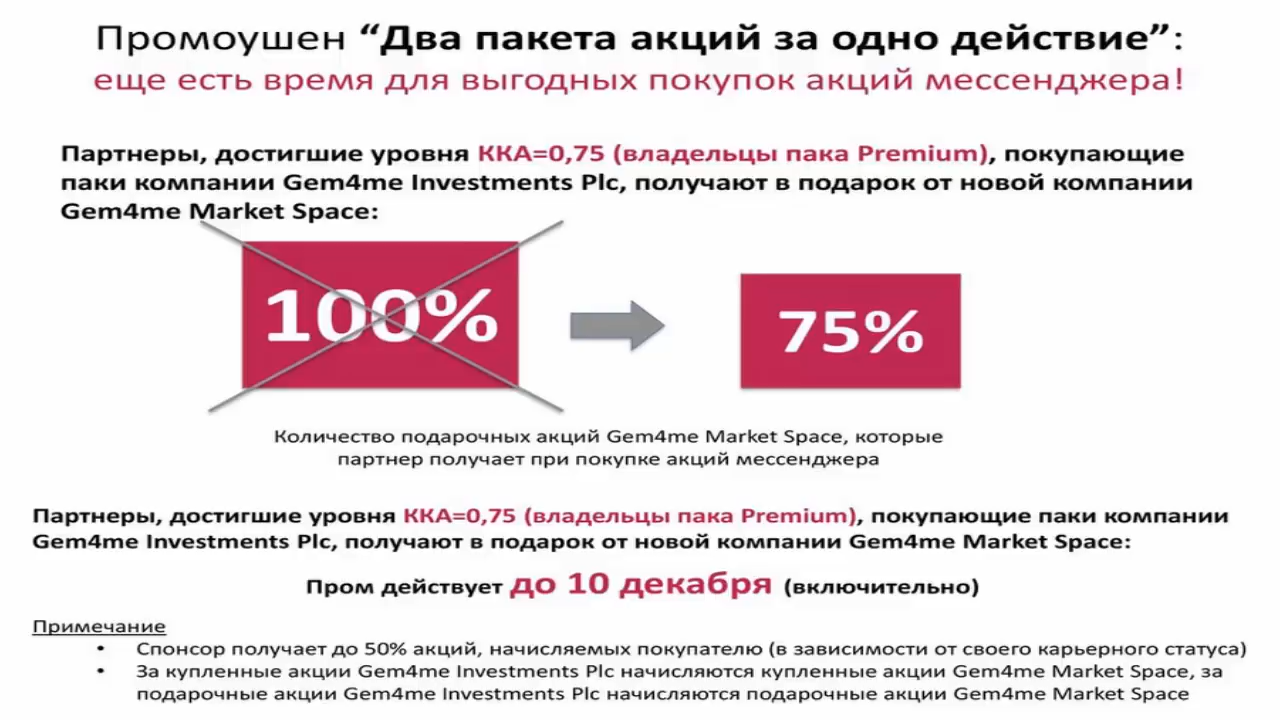 Промоушен “Два пакета акций за одно действие”:
еще есть время для выгодных покупок акций мессенджера!
Партнеры, достигшие уровня ККА=0,75 (владельцы пака Premium), покупающие
паки компании Gem4me Investments Plc, получают в подарок от новой компании
Gem4me Market Space:
100%
75%
Количество подарочных акций Gem4me Market Space, которые
партнер получает при покупке акций мессенджера
Партнеры, достигшие уровня ККА=0,75 (владельцы пака Premium), покупающие паки компании
Gem4me Investments Plc, получают в подарок от новой компании Gem4me Market Space:
Пром действует до 10 декабря (включительно)
Примечание
• Спонсор получает до 50% акций, начисляемых покупателю (в зависимости от своего карьерного статуса)
• За купленные акции Gem4me Investments Plc начисляются купленные акции Gem4me Market Space, за
подарочные акции Gem4me Investments Plc начисляются подарочные акции Gem4me Market Space